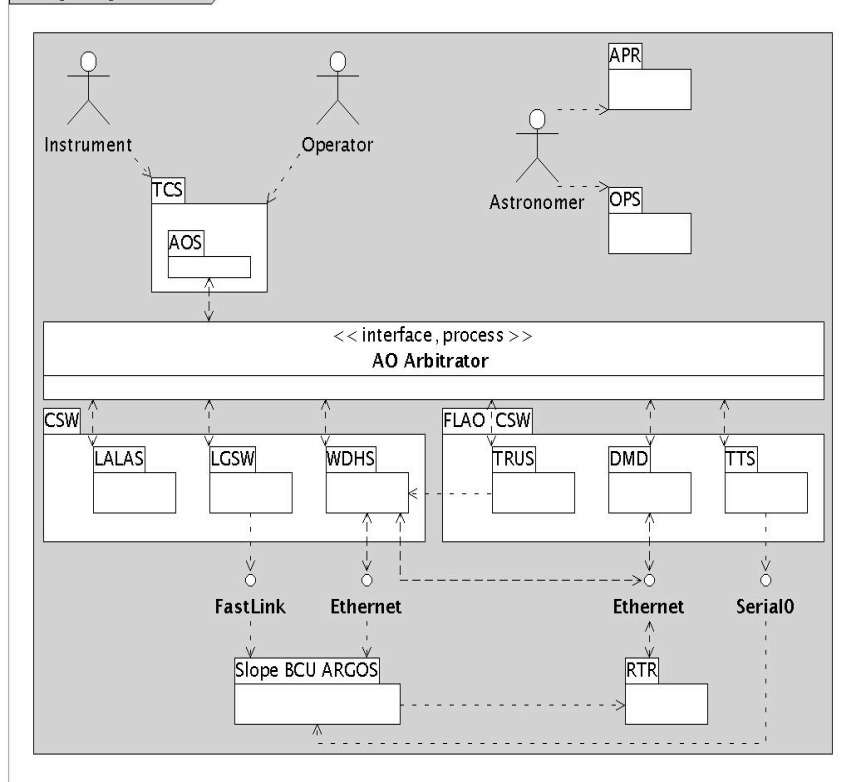 APR
Instrument
Operator
TCS
Astronomer
OPS
AOS
<< interface, process >>
AO Arbitrator
CSW
FLAO CSW
LALAS
LGSW
WDHS
TRUS
DMD
TTS
FastLink
Ethernet
Ethernet
Serial0
Slope BCU ARGOS
RTR